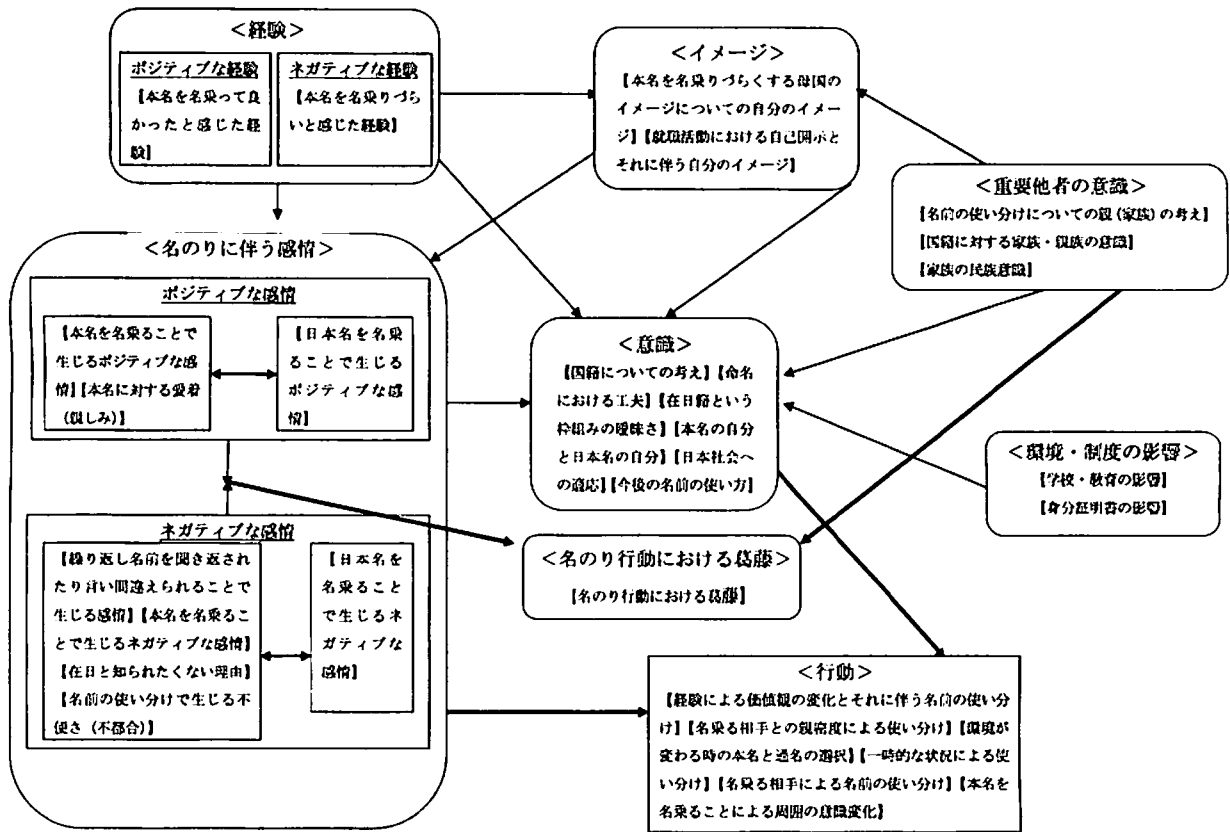 ＜経験＞
ポジティブな経験
【本名を名乗って良
かったと感じた経
験】
ネガティブな経験
【本名を名乗りづら
いと感じた経験】
＜イメージ＞
【本名を名乗りづらくする母国の
イメージについての自分のイメー
ジ】【就職活動における自己開示と
それに伴う自分のイメージ】
＜重要他者の意識＞
【名前の使い分けについての親（家族）の考え】
【国籍に対する家族・親族の意識】
【家族の民族意識】
＜名のりに伴う感情＞
ポジティブな感情
【本名を名乗ることで
生じるポジティブな感
情】【本名に対する愛着
（親しみ）】
【日本名を名乗
ることで生じる
ポジティブな感
情】
＜意識＞
【国籍についての考え】【命名
における工夫】【在日籍という
枠組みの曖昧さ】【本名の自分
と日本名の自分】【日本社会へ
の適応】【今後の名前の使い方】
＜環境・制度の影響＞
【学校・教育の影響】
【身分証明書の影響】
ネガティブな感情
【繰り返し名前を聞き返され
たり言い間違えられることで
生じる感情】【本名を名乗るこ
とで生じるネガティブな感情】
【在日と知られたくない理由】
【名前の使い分けで生じる不
便さ（不都合）】
【日本名を
名乗ること
で生じるネ
ガティブな
感情】
＜名のり行動における葛藤＞
【名のり行動における葛藤】
＜行動＞
【経験による価値観の変化とそれに伴う名前の使い分
け】【名乗る相手との親密度による使い分け】【環境が
変わる時の本名と通名の選択】【一時的な状況による使
い分け】【名乗る相手による名前の使い分け】【本名を
名乗ることによる周囲の意識変化】